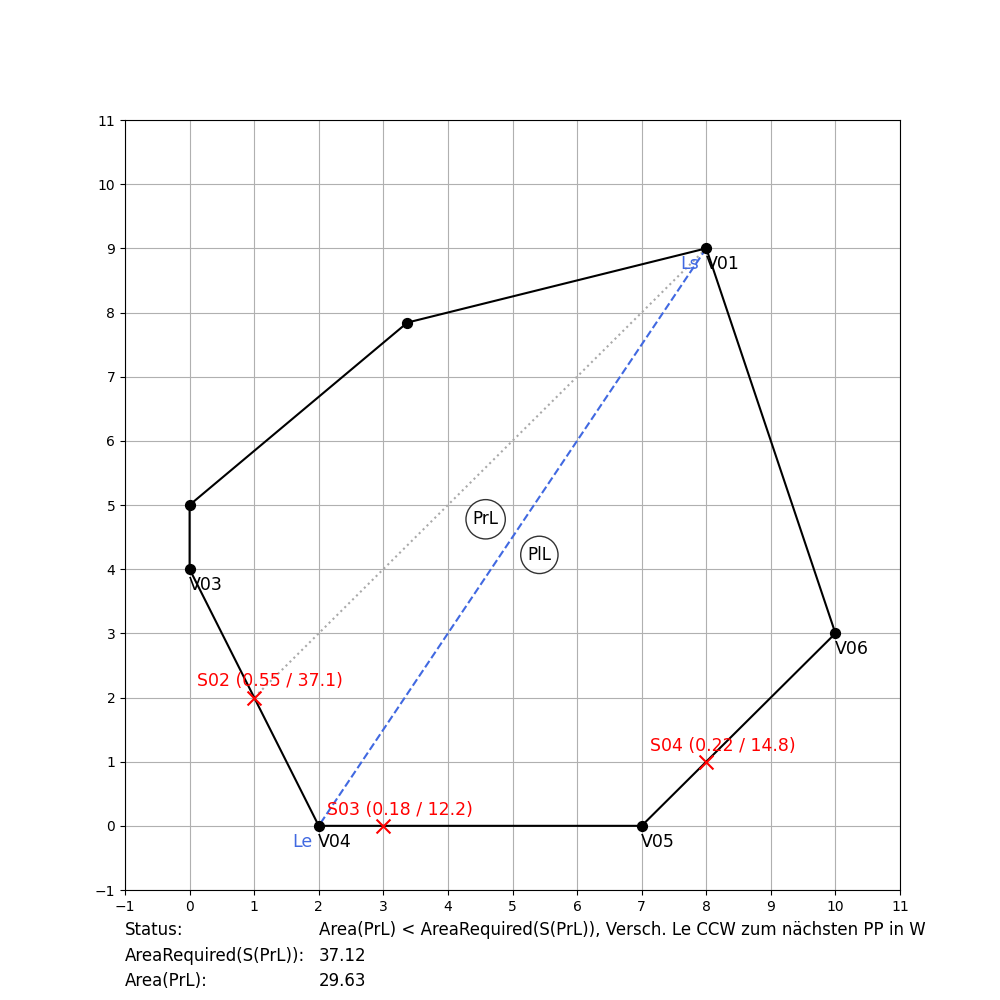 11
10
9
8
7
6
5
4
3
2
1
0
−1
−1 0 1 2 3 4 5 6 7 8 9 10 11
Ls V01
PrL
PlL
V03
V06
S02 (0.55 / 37.1)
S04 (0.22 / 14.8)
S03 (0.18 / 12.2)
Le V04
V05
Status: Area(PrL) < AreaRequired(S(PrL)), Versch. Le CCW zum nächsten PP in W
AreaRequired(S(PrL)): 37.12
Area(PrL): 29.63